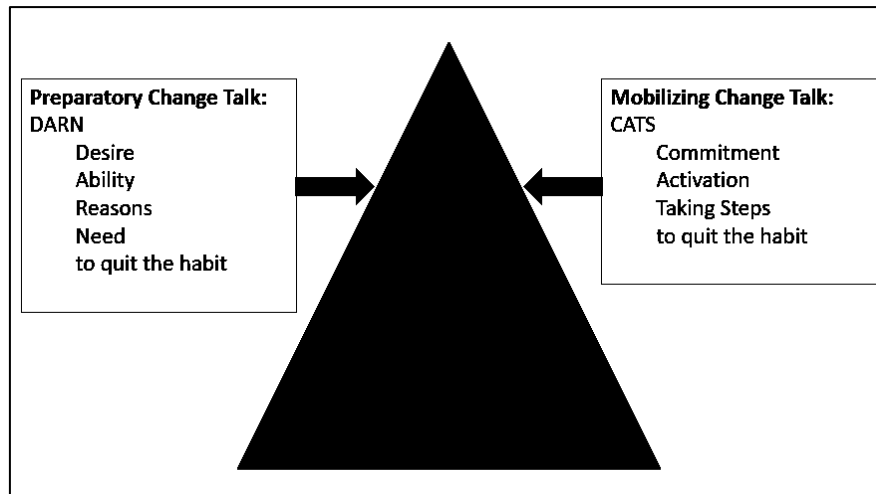 Preparatory Change Talk:
DARN
Desire
Ability
Reasons
Need
to quit the habit
Mobilizing Change Talk:
CATS
Commitment
Activation
Taking Steps
to quit the habit